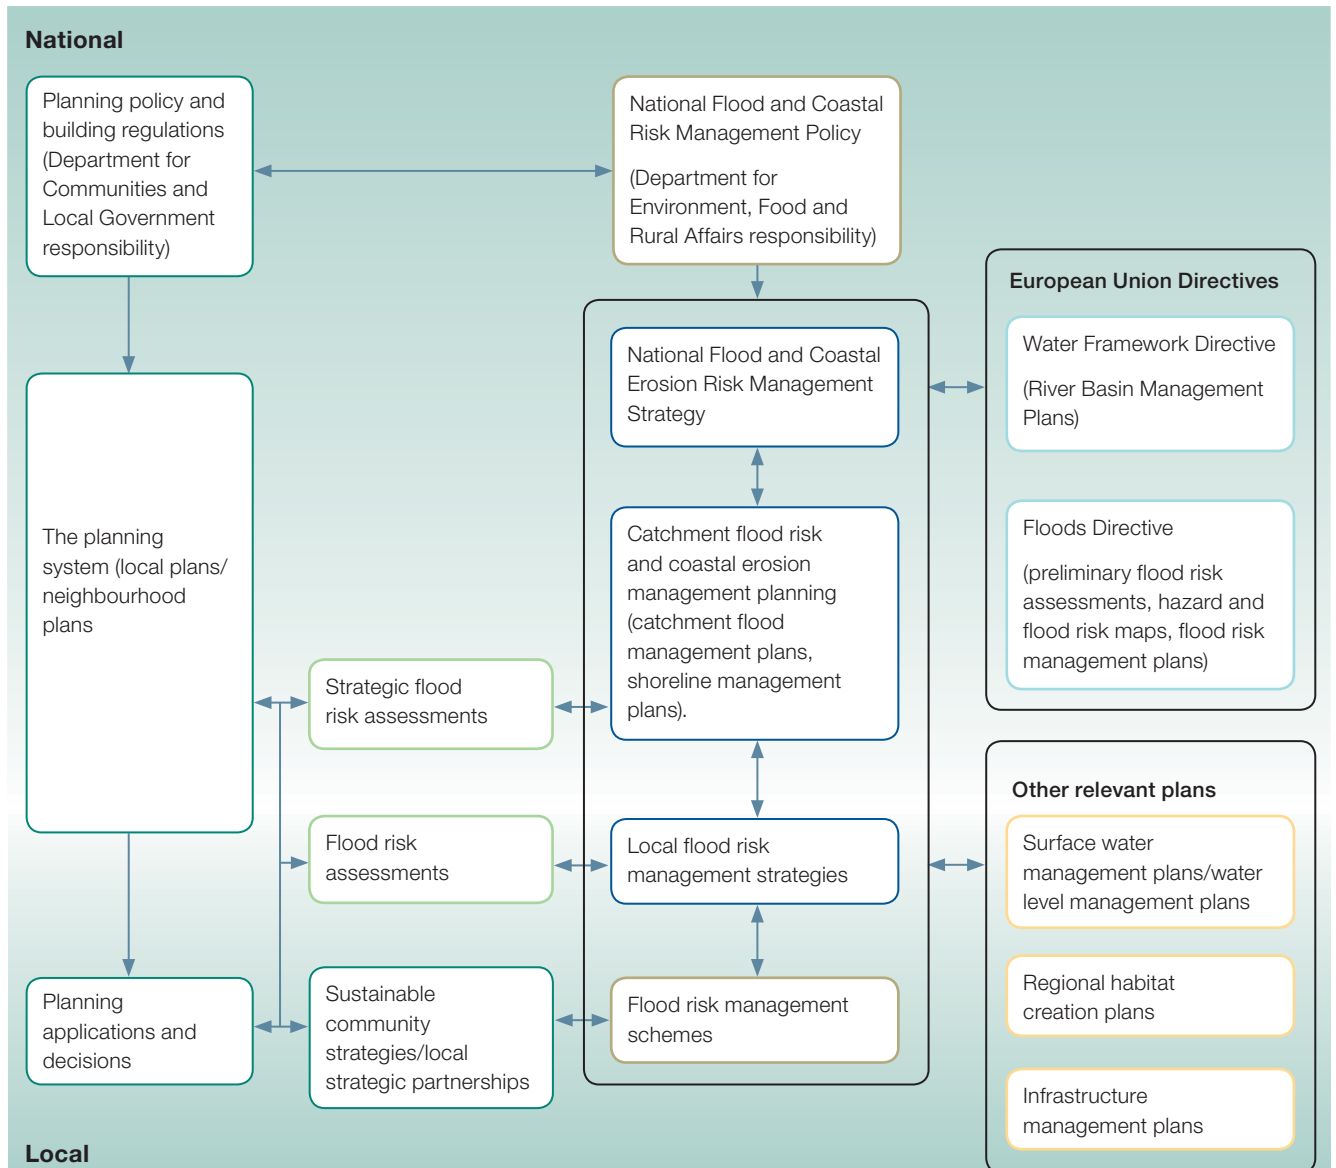 National
Planning policy and
building regulations
(Department for
Communities and
Local Government
responsibility)
National Flood and Coastal
Risk Management Policy
(Department for
Environment, Food and
Rural Affairs responsibility)
European Union Directives
Water Framework Directive
(River Basin Management
Plans)
Floods Directive
(preliminary flood risk
assessments, hazard and
flood risk maps, flood risk
management plans)
National Flood and Coastal
Erosion Risk Management
Strategy
Catchment flood risk
and coastal erosion
management planning
(catchment flood
management plans,
shoreline management
plans).
The planning
system (local plans/
neighbourhood
plans
Strategic flood
risk assessments
Flood risk
assessments
Local flood risk
management strategies
Other relevant plans
Surface water
management plans/water
level management plans
Regional habitat
creation plans
Infrastructure
management plans
Planning
applications and
decisions
Sustainable
community
strategies/local
strategic partnerships
Flood risk management
schemes
Local